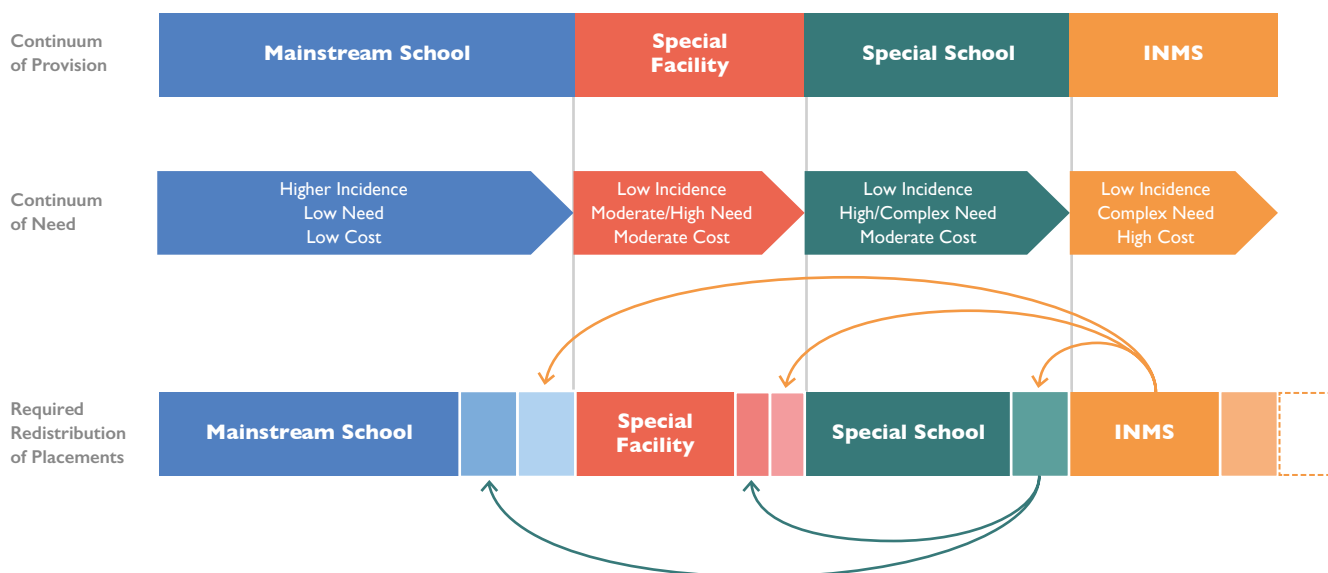 Continuum
of Provision
Mainstream School
Special
Facility
Special School
INMS
Continuum
of Need
Higher Incidence
Low Need
Low Cost
Low Incidence
Moderate/High Need
Moderate Cost
Low Incidence
High/Complex Need
Moderate Cost
Low Incidence
Complex Need
High Cost
Required
Redistribution
of Placements
Mainstream School
Special
Facility
Special School
INMS